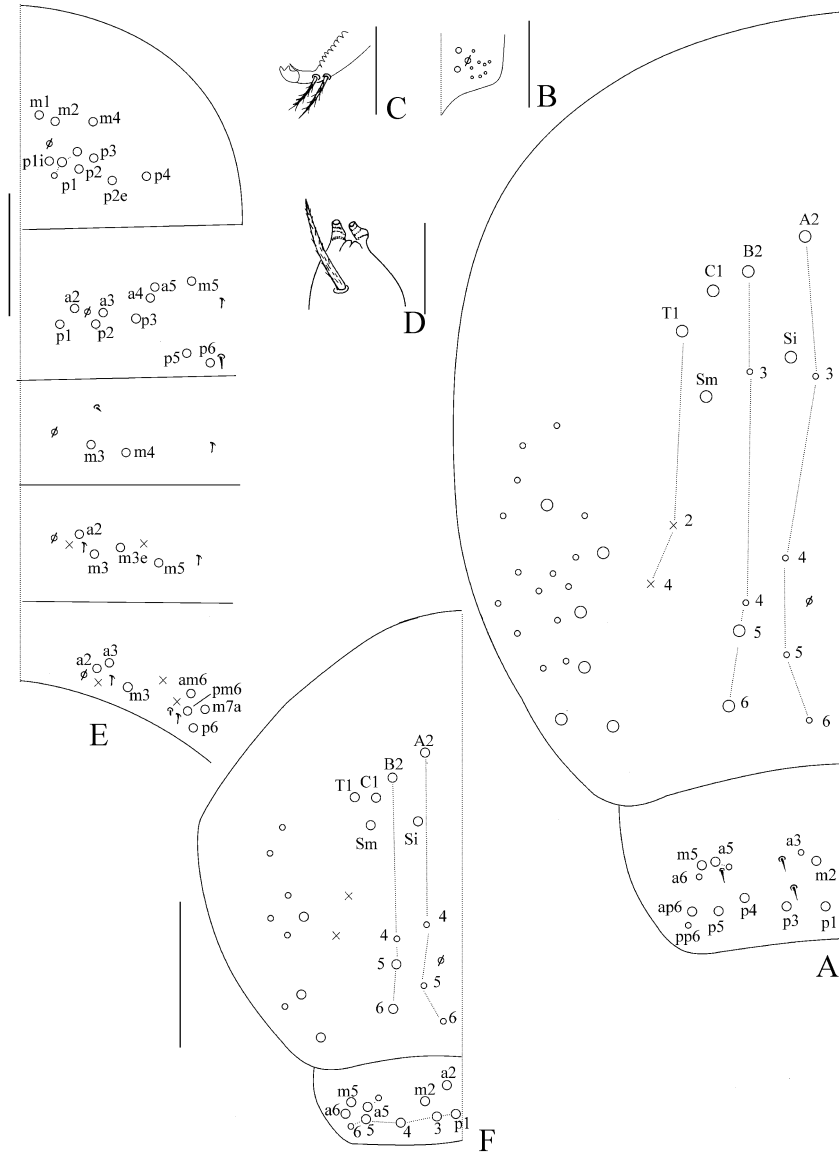 C
B
m1 m2 m4
p1i p3
p1 p2 p4
p2e
a2 a3 a4 a5 m5
p1 p2 p3
p5 p6
m3 m4
a2
m3 m3e m5
a2 a3 am6
m3 pm6
m7a
p6
E
D
A2
B2
C1
T1 Si
3 3
Sm
2
4 4
4
5 5
6 6
a3
m5 a5 m2
a6
ap6 p5 p4 p3 p1
pp6
A
A2
B2
T1 C1
Sm Si
4 4
5 5
6 6
a2
m5 m2
a6 a5
6 5 4 3 p1
F